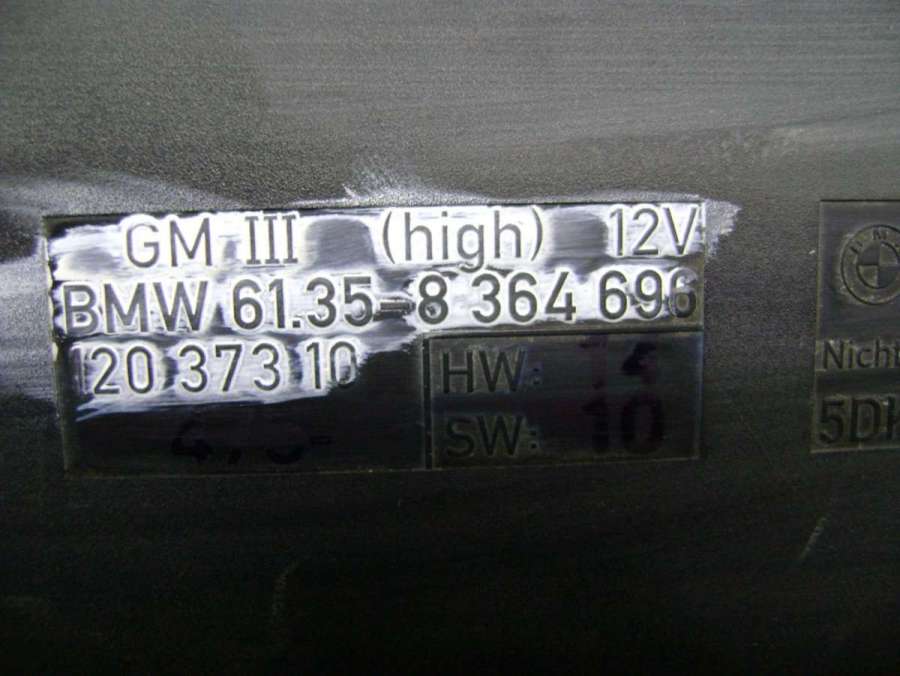 GM III (high) 12V
BMW 61.35-8 364 696
120 373 10
HW: 14
SW: 10
BMW
Nicht
5DK